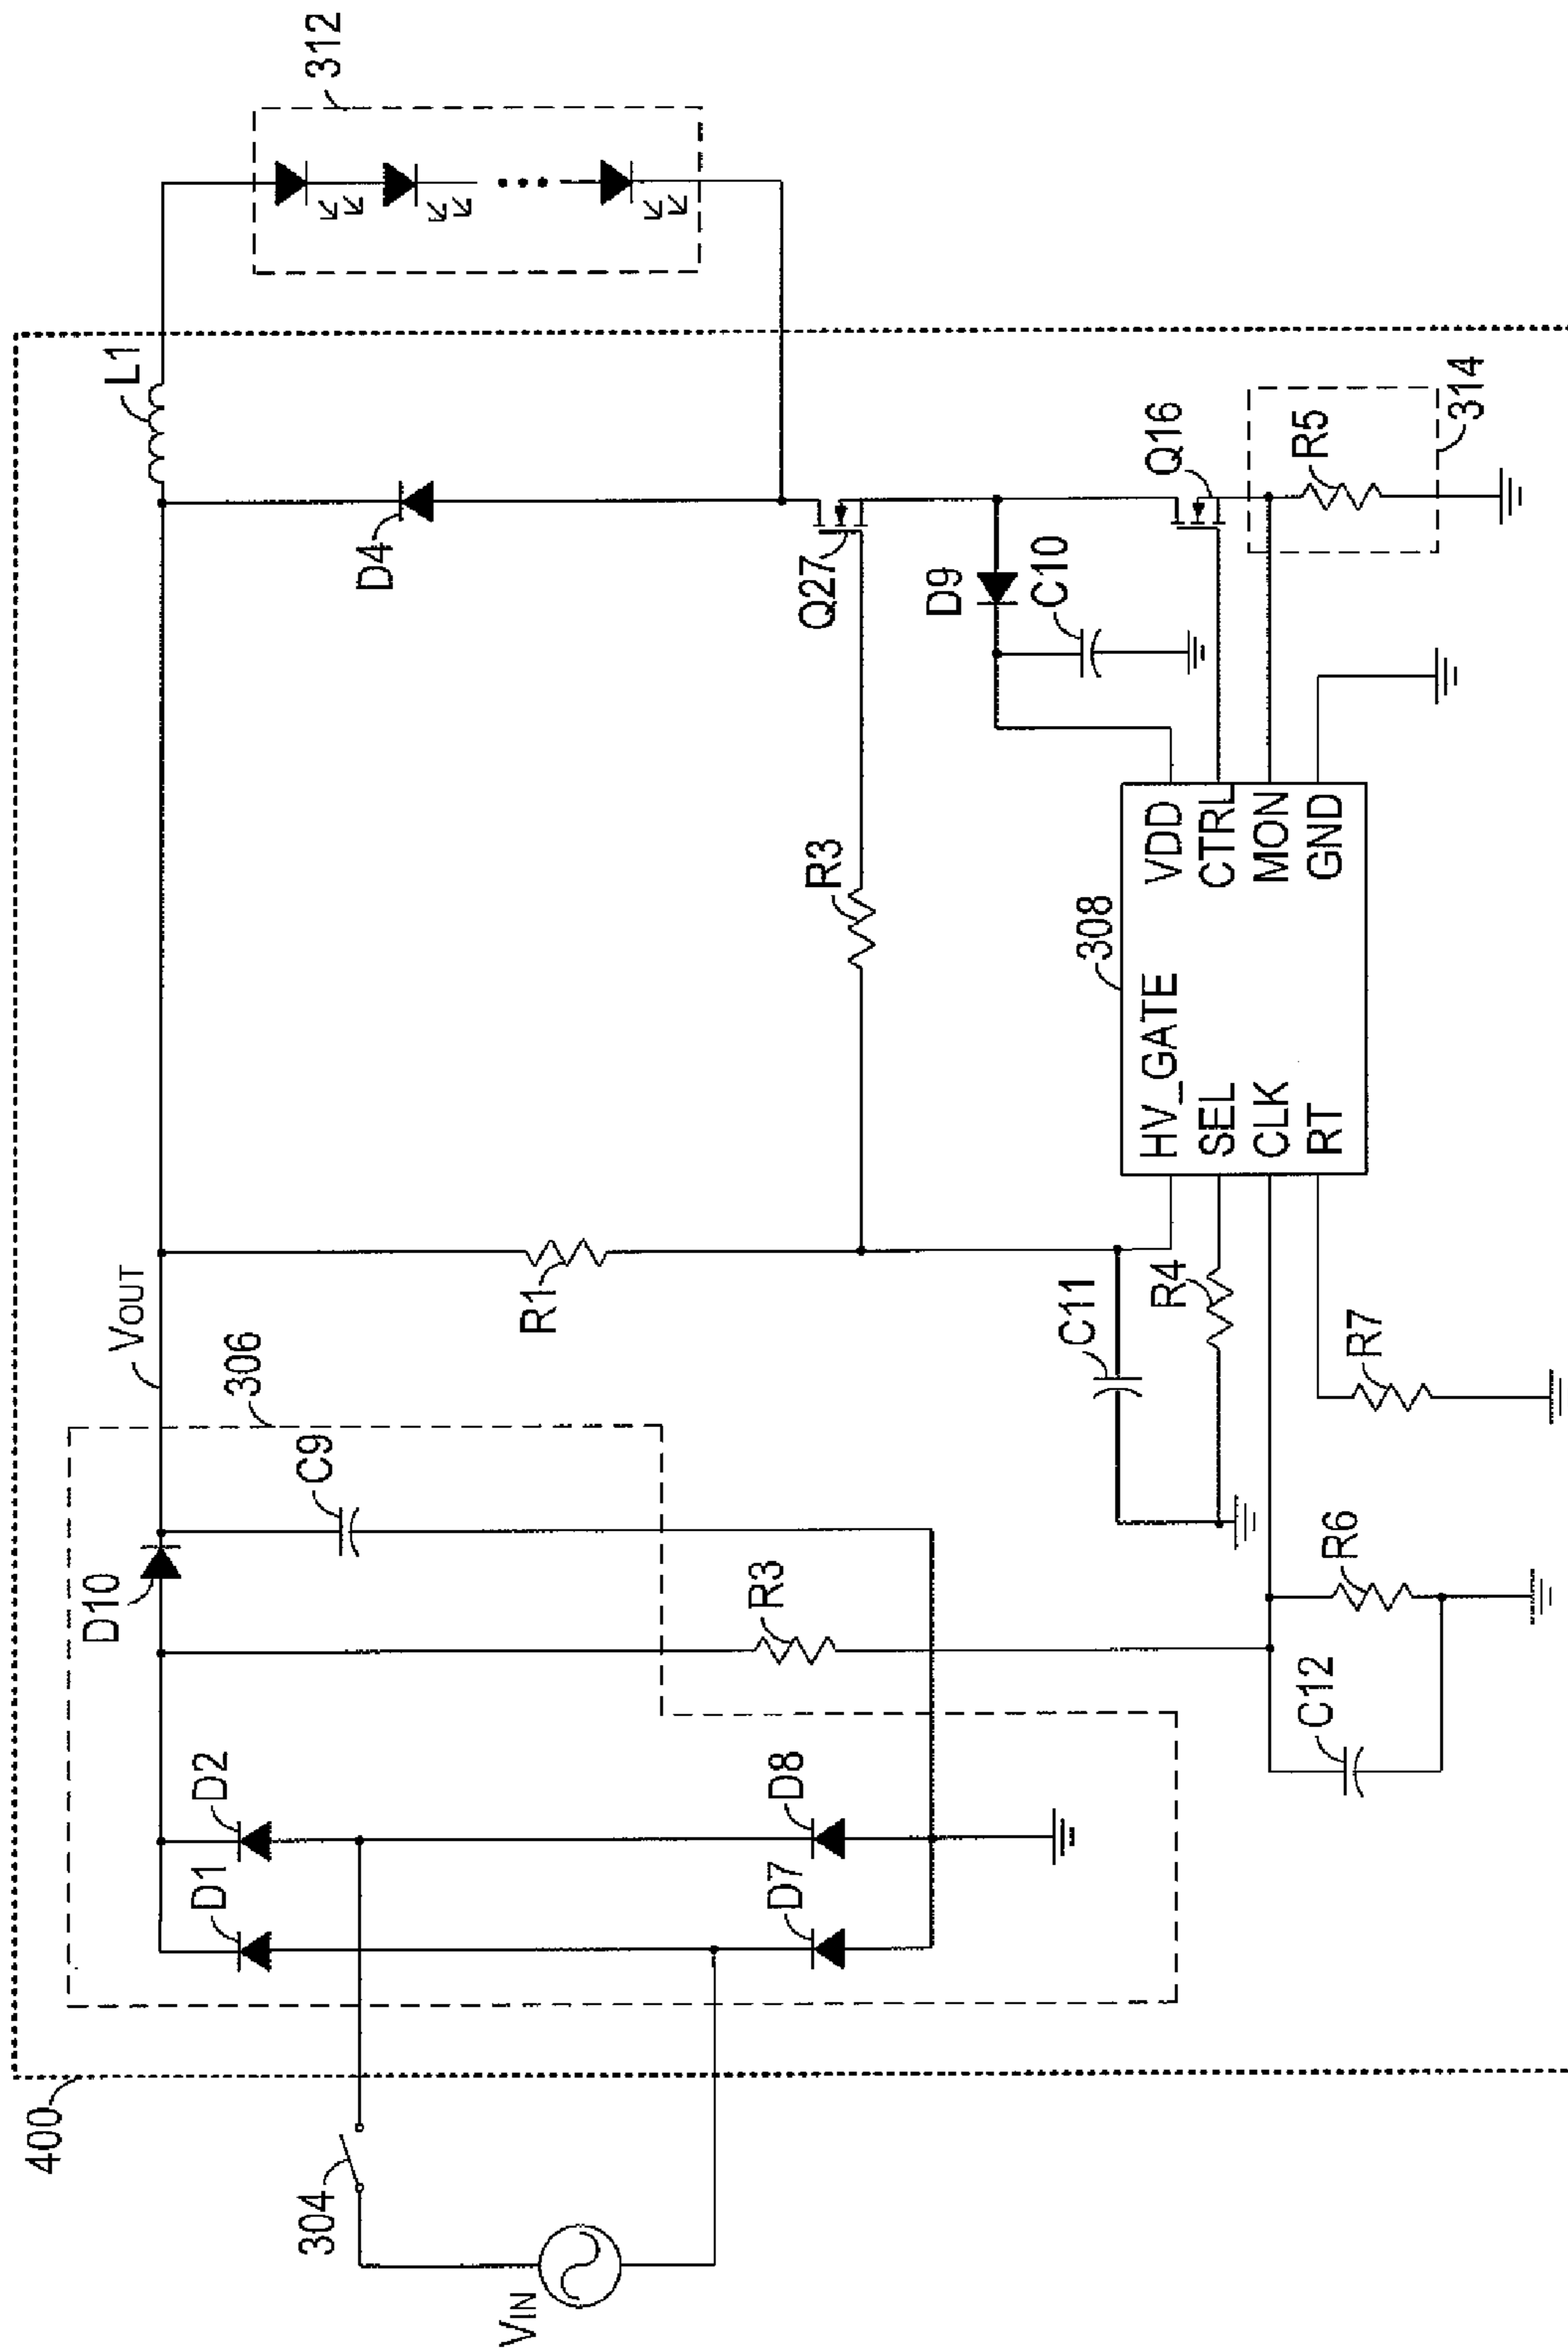 400
304
VIN
D1
D2
D7
D8
D10
C9
306
VOUT
R3
R1
R3
C11
R4
R6
C12
R7
308
HV_GATE
SEL
CLK
RT
VDD
CTRL
MON
GND
D4
L1
Q27
D9
C10
Q16
R5
314
312